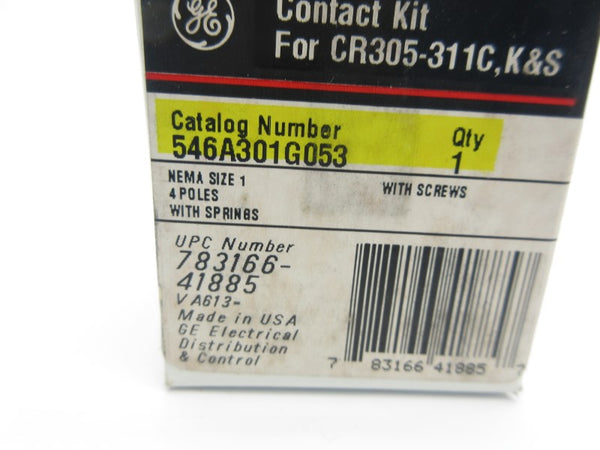 GE
Contact Kit
For CR305-311C,K&S
Catalog Number Qty
546A301G053 1
NEMA SIZE 1 WITH SCREWS
4 POLES
WITH SPRINGS
UPC Number
783166-
41885
VA613-
Made in USA
GE Electrical
Distribution
& Control
7 83166 41885 7